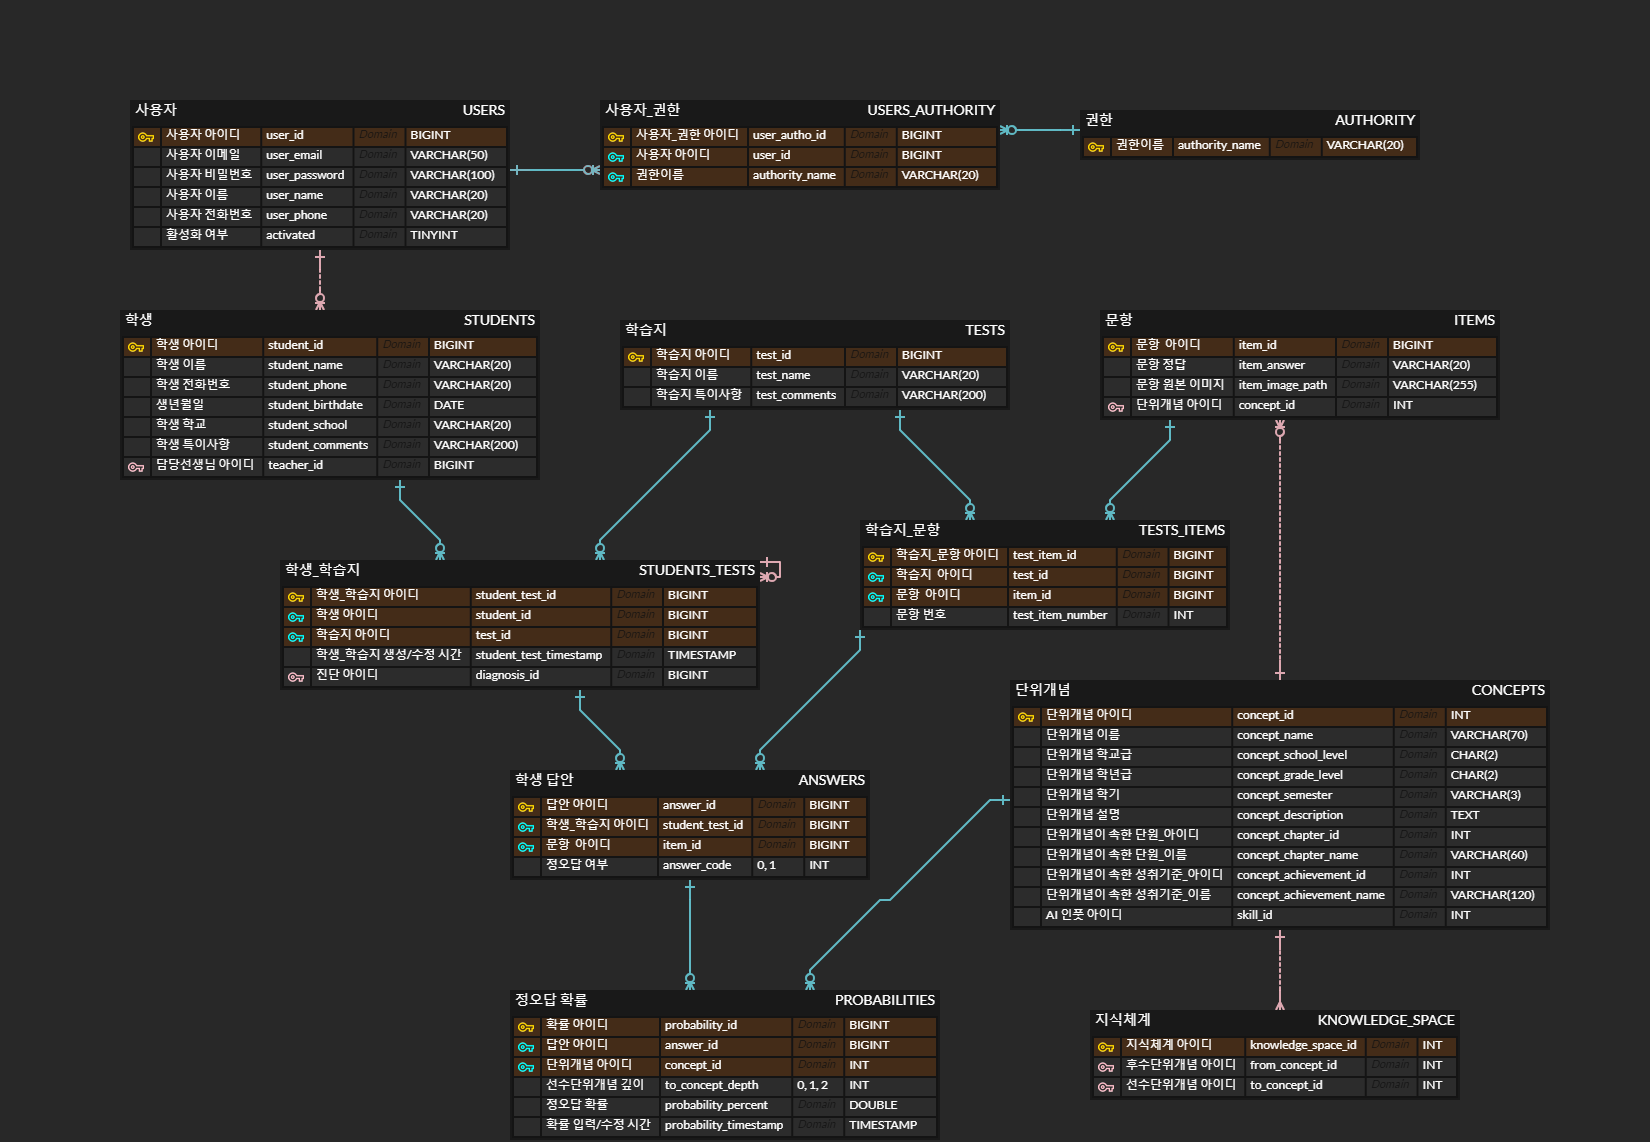 사용자 USERS
사용자 아이디 user_id Domain BIGINT
사용자 이메일 user_email Domain VARCHAR(50)
사용자 비밀번호 user_password Domain VARCHAR(100)
사용자 이름 user_name Domain VARCHAR(20)
사용자 전화번호 user_phone Domain VARCHAR(20)
활성화 여부 activated Domain TINYINT
사용자_권한 USERS_AUTHORITY
사용자_권한 아이디 user_autho_id Domain BIGINT
사용자 아이디 user_id Domain BIGINT
권한이름 authority_name Domain VARCHAR(20)
권한 AUTHORITY
권한이름 authority_name Domain VARCHAR(20)
학생 STUDENTS
학생 아이디 student_id Domain BIGINT
학생 이름 student_name Domain VARCHAR(20)
학생 전화번호 student_phone Domain VARCHAR(20)
생년월일 student_birthdate Domain DATE
학생 학교 student_school Domain VARCHAR(20)
학생 특이사항 student_comments Domain VARCHAR(200)
담당선생님 아이디 teacher_id Domain BIGINT
학습지 TESTS
학습지 아이디 test_id Domain BIGINT
학습지 이름 test_name Domain VARCHAR(20)
학습지 특이사항 test_comments Domain VARCHAR(200)
문항 ITEMS
문항 아이디 item_id Domain BIGINT
문항 정답 item_answer Domain VARCHAR(20)
문항 원본 이미지 item_image_path Domain VARCHAR(255)
단위개념 아이디 concept_id Domain INT
학생_학습지 STUDENTS_TESTS
학생_학습지 아이디 student_test_id Domain BIGINT
학생 아이디 student_id Domain BIGINT
학습지 아이디 test_id Domain BIGINT
학생_학습지 생성/수정 시간 student_test_timestamp Domain TIMESTAMP
진단 아이디 diagnosis_id Domain BIGINT
학습지_문항 TESTS_ITEMS
학습지_문항 아이디 test_item_id Domain BIGINT
학습지 아이디 test_id Domain BIGINT
문항 아이디 item_id Domain BIGINT
문항 번호 test_item_number Domain INT
단위개념 CONCEPTS
단위개념 아이디 concept_id Domain INT
단위개념 이름 concept_name Domain VARCHAR(70)
단위개념 학교급 concept_school_level Domain CHAR(2)
단위개념 학년급 concept_grade_level Domain CHAR(2)
단위개념 학기 concept_semester Domain VARCHAR(3)
단위개념 설명 concept_description Domain TEXT
단위개념이 속한 단원_아이디 concept_chapter_id Domain INT
단위개념이 속한 단원_이름 concept_chapter_name Domain VARCHAR(60)
단위개념이 속한 성취기준_아이디 concept_achievement_id Domain INT
단위개념이 속한 성취기준_이름 concept_achievement_name Domain VARCHAR(120)
AI 인풋 아이디 skill_id Domain INT
학생 답안 ANSWERS
답안 아이디 answer_id Domain BIGINT
학생_학습지 아이디 student_test_id Domain BIGINT
문항 아이디 item_id Domain BIGINT
정오답 여부 answer_code 0, 1 INT
정오답 확률 PROBABILITIES
확률 아이디 probability_id Domain BIGINT
답안 아이디 answer_id Domain BIGINT
단위개념 아이디 concept_id Domain INT
선수단위개념 깊이 to_concept_depth 0, 1, 2 INT
정오답 확률 probability_percent Domain DOUBLE
확률 입력/수정 시간 probability_timestamp Domain TIMESTAMP
지식체계 KNOWLEDGE_SPACE
지식체계 아이디 knowledge_space_id Domain INT
후수단위개념 아이디 from_concept_id Domain INT
선수단위개념 아이디 to_concept_id Domain INT